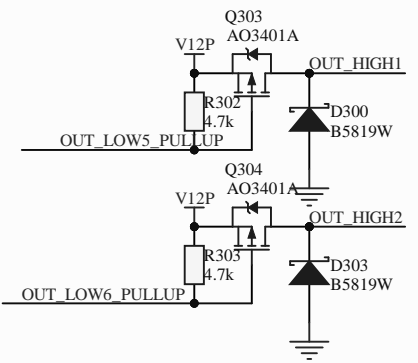 Q303
AO3401A
V12P
OUT_HIGH1
R302
4.7k
D300
B5819W
OUT_LOW5_PULLUP
Q304
AO3401A
V12P
OUT_HIGH2
R303
4.7k
D303
B5819W
OUT_LOW6_PULLUP